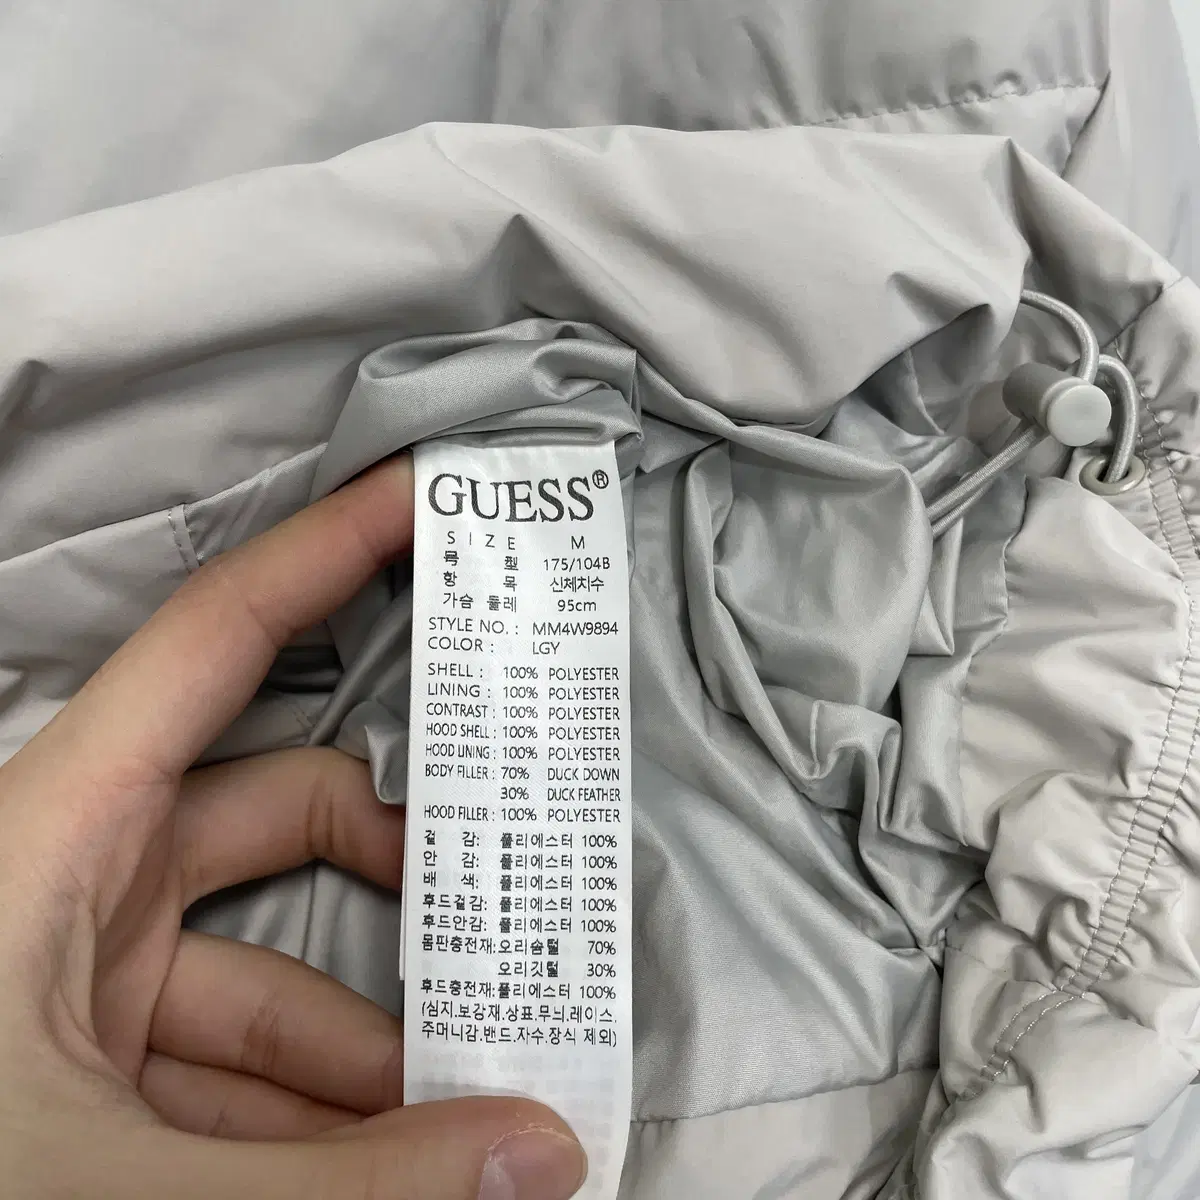 GUESS®
SIZE M
号 型 175/104B
항 목 신체치수
가슴 둘레 95cm
STYLE NO. : MM4W9894
COLOR : LGY
SHELL : 100% POLYESTER
LINING : 100% POLYESTER
CONTRAST : 100% POLYESTER
HOOD SHELL : 100% POLYESTER
HOOD LINING : 100% POLYESTER
BODY FILLER : 70% DUCK DOWN
30% DUCK FEATHER
HOOD FILLER : 100% POLYESTER
겉 감: 폴리에스터 100%
안 감: 폴리에스터 100%
배 색: 폴리에스터 100%
후드겉감: 폴리에스터 100%
후드안감: 폴리에스터 100%
몸판충전재: 오리솜털 70%
오리깃털 30%
후드충전재: 폴리에스터 100%
(심지.보강재.상표.무늬.레이스.
주머니감.밴드.자수.장식 제외)